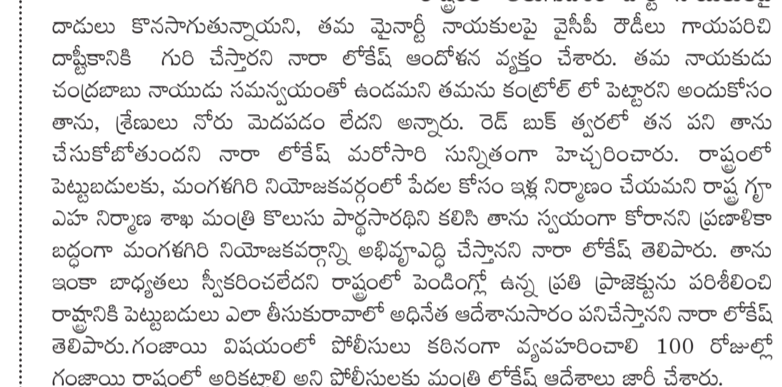 దాడులు కొనసాగుతున్నాయని, తమ మైనార్టీ నాయకులపై వైసీపీ రౌడీలు గాయపరిచి
దాష్టీకానికి గురి చేస్తారని నారా లోకేష్ ఆందోళన వ్యక్తం చేశారు. తమ నాయకుడు
చంద్రబాబు నాయుడు సమన్వయంతో ఉండమని తమను కంట్రోల్ లో పెట్టారని అందుకోసం
తాను, శ్రేణులు నోరు మెదపడం లేదని అన్నారు. రెడ్ బుక్ త్వరలో తన పని తాను
చేసుకోబోతుందని నారా లోకేష్ మరోసారి సున్నితంగా హెచ్చరించారు. రాష్ట్రంలో
పెట్టుబడులకు, మంగళగిరి నియోజకవర్గంలో పేదల కోసం ఇళ్ల నిర్మాణం చేయమని రాష్ట్ర గృ
ఎహ నిర్మాణ శాఖ మంత్రి కొలుసు పార్థసారథిని కలిసి తాను స్వయంగా కోరానని ప్రణాళికా
బద్ధంగా మంగళగిరి నియోజకవర్గాన్ని అభివృఎద్ధి చేస్తానని నారా లోకేష్ తెలిపారు. తాను
ఇంకా బాధ్యతలు స్వీకరించలేదని రాష్ట్రంలో పెండింగ్లో ఉన్న ప్రతి ప్రాజెక్టును పరిశీలించి
రాష్ట్రానికి పెట్టుబడులు ఎలా తీసుకురావాలో అధినేత ఆదేశానుసారం పనిచేస్తానని నారా లోకేష్
తెలిపారు.గంజాయి విషయంలో పోలీసులు కఠినంగా వ్యవహరించాలి 100 రోజుల్లో
గంజాయి రాష్ట్రంలో అరికట్టాలి అని పోలీసులకు మంత్రి లోకేష్ ఆదేశాలు జారీ చేశారు.